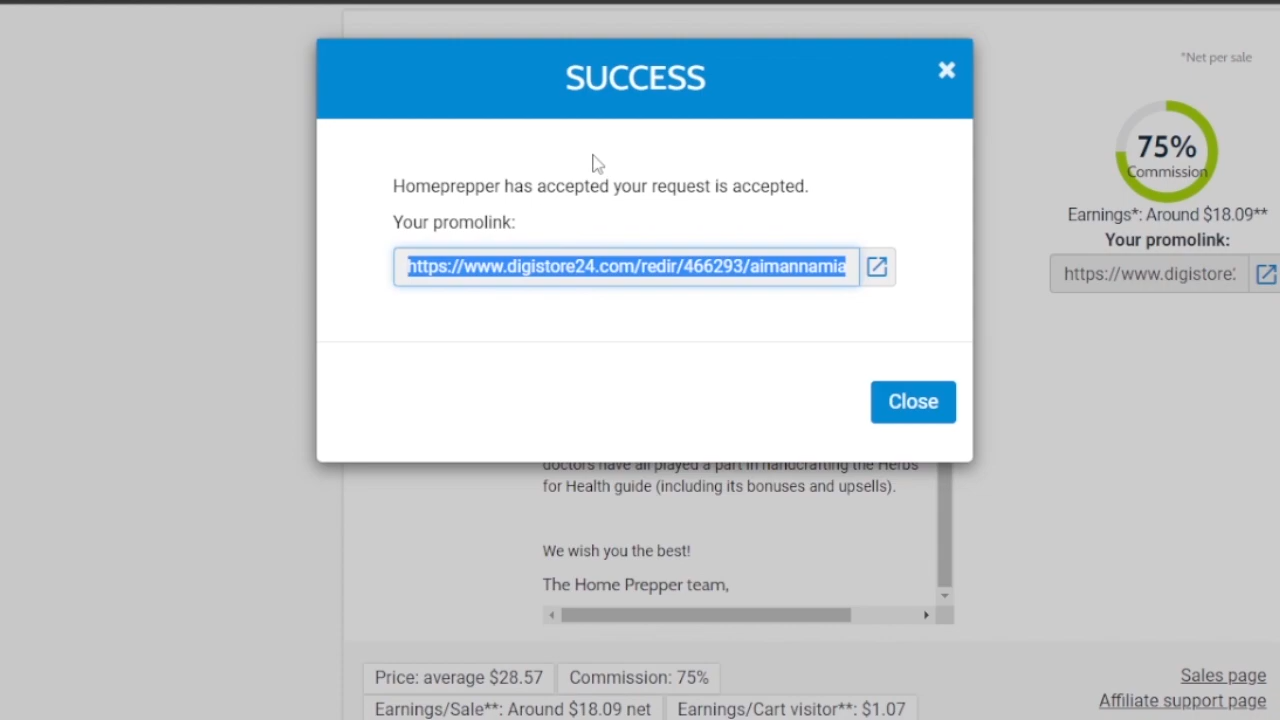 SUCCESS
*Net per sale
75%
Commission
Homeprepper has accepted your request is accepted.
Earnings*: Around $18.09**
Your promolink:
Your promolink:
https://www.digistore24.com/redir/466293/aimannamia
https://www.digistore
Close
doctors have all played a part in handcrafting the Herbs
for Health guide (including its bonuses and upsells).
We wish you the best!
The Home Prepper team,
Price: average $28.57
Commission: 75%
Sales page
Earnings/Sale**: Around $18.09 net
Earnings/Cart visitor**: $1.07
Affiliate support page